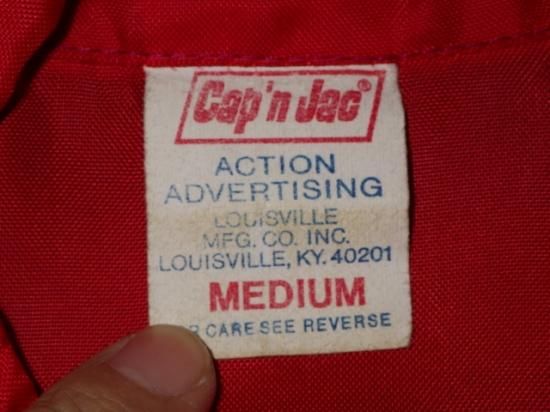 Cap'n Jac®
ACTION
ADVERTISING
LOUISVILLE
MFG. CO. INC.
LOUISVILLE, KY. 40201
MEDIUM
CARE SEE REVERSE